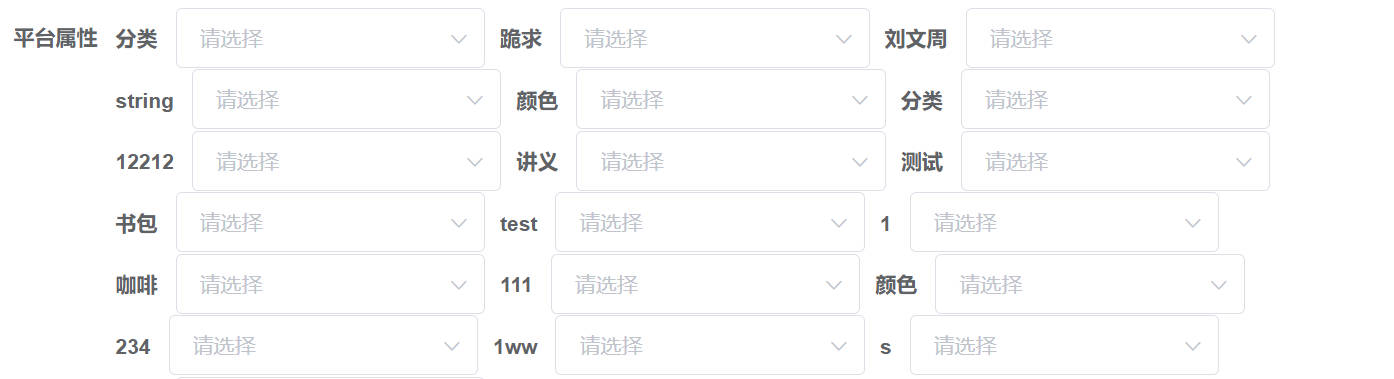 平台属性 分类 请选择 跪求 请选择 刘文周 请选择
string 请选择 颜色 请选择 分类 请选择
12212 请选择 讲义 请选择 测试 请选择
书包 请选择 test 请选择 1 请选择
咖啡 请选择 111 请选择 颜色 请选择
234 请选择 1ww 请选择 s 请选择